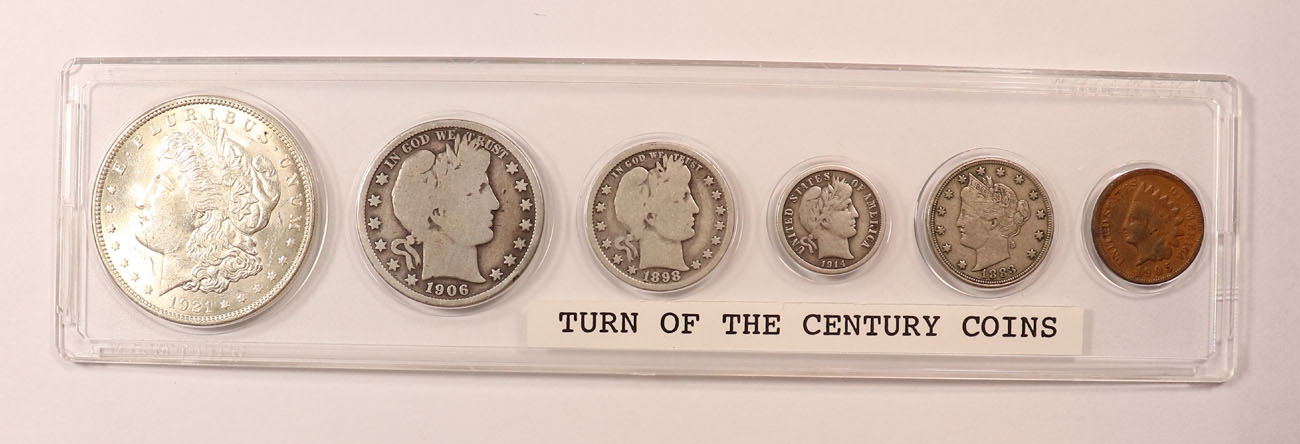 E·PLURIBUS·UNUM
1921
IN GOD WE TRUST
1906
IN GOD WE TRUST
1898
UNITED STATES OF AMERICA
1914
1883
1905
TURN OF THE CENTURY COINS